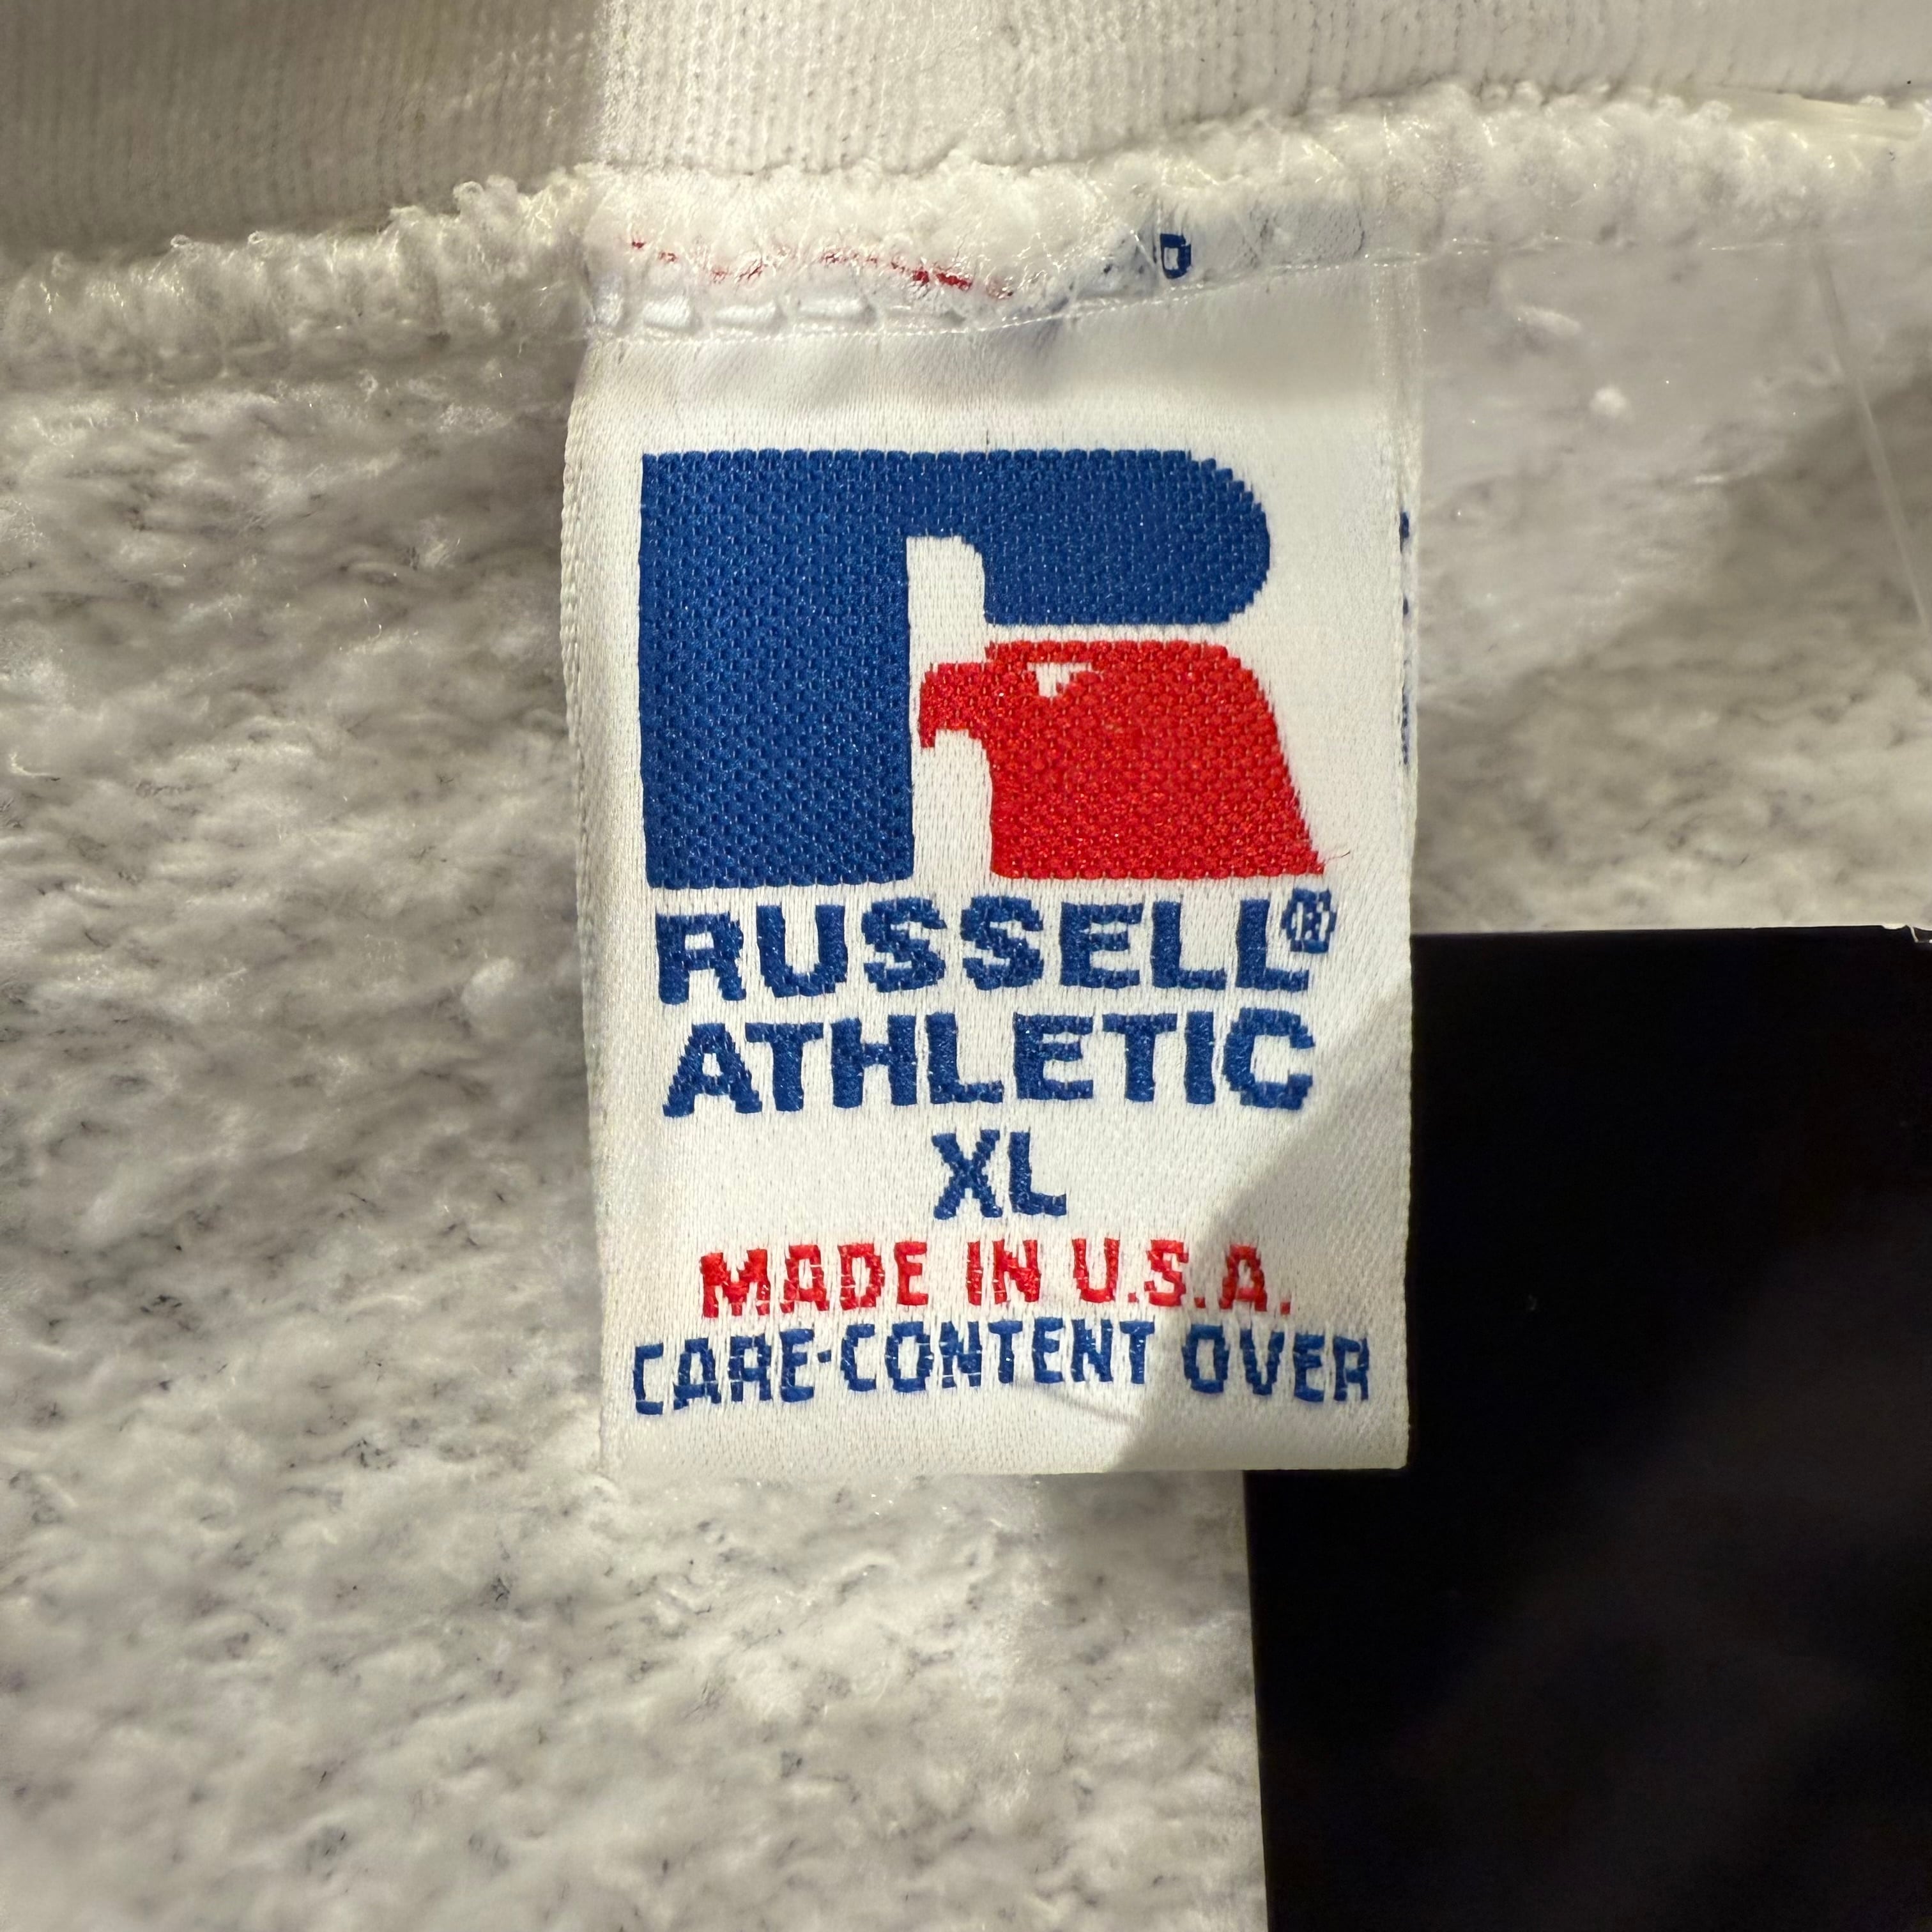 RUSSELL®
ATHLETIC
XL
MADE IN U.S.A.
CARE-CONTENT OVER